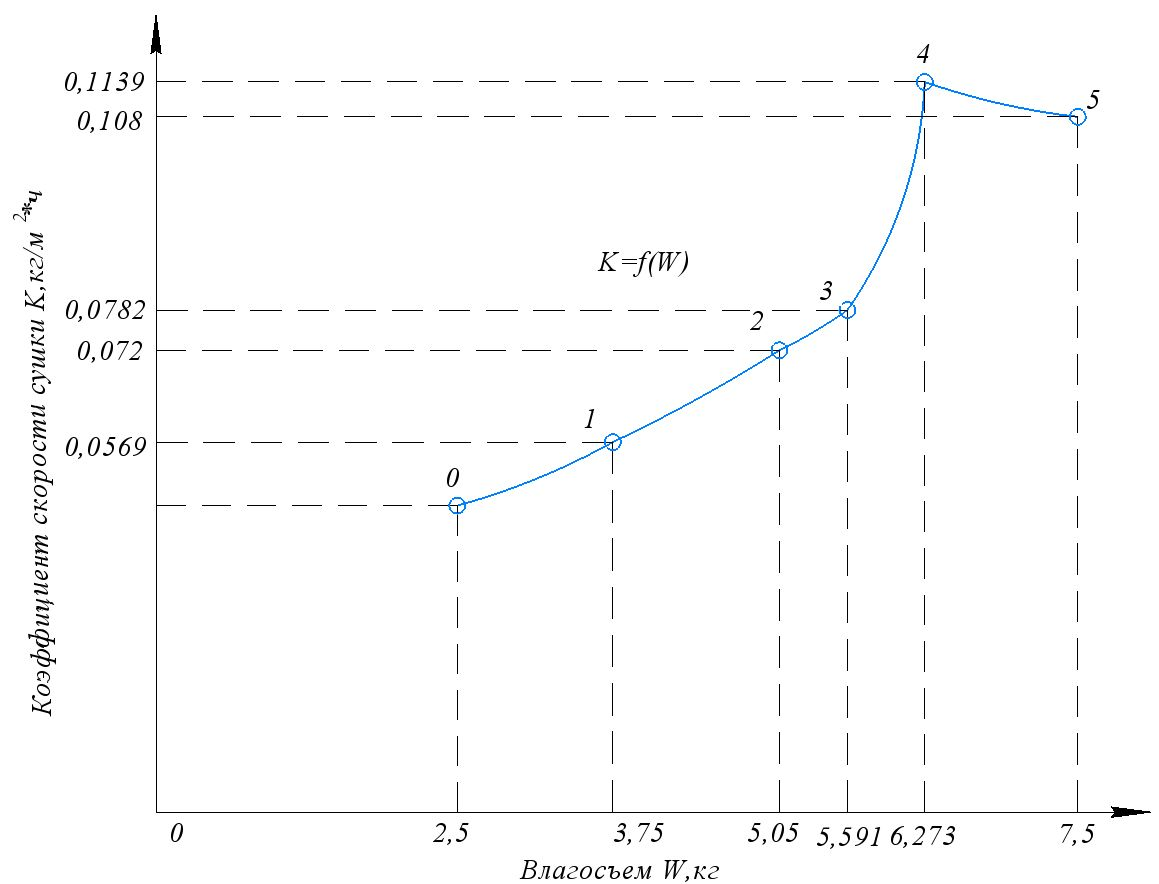 4
0,1139
5
0,108
Коэффициент скорости сушки K,кг/м ²*ч
K=f(W)
3
0,0782
2
0,072
1
0,0569
0
0 2,5 3,75 5,05 5,591 6,273 7,5
Влагосъем W,кг